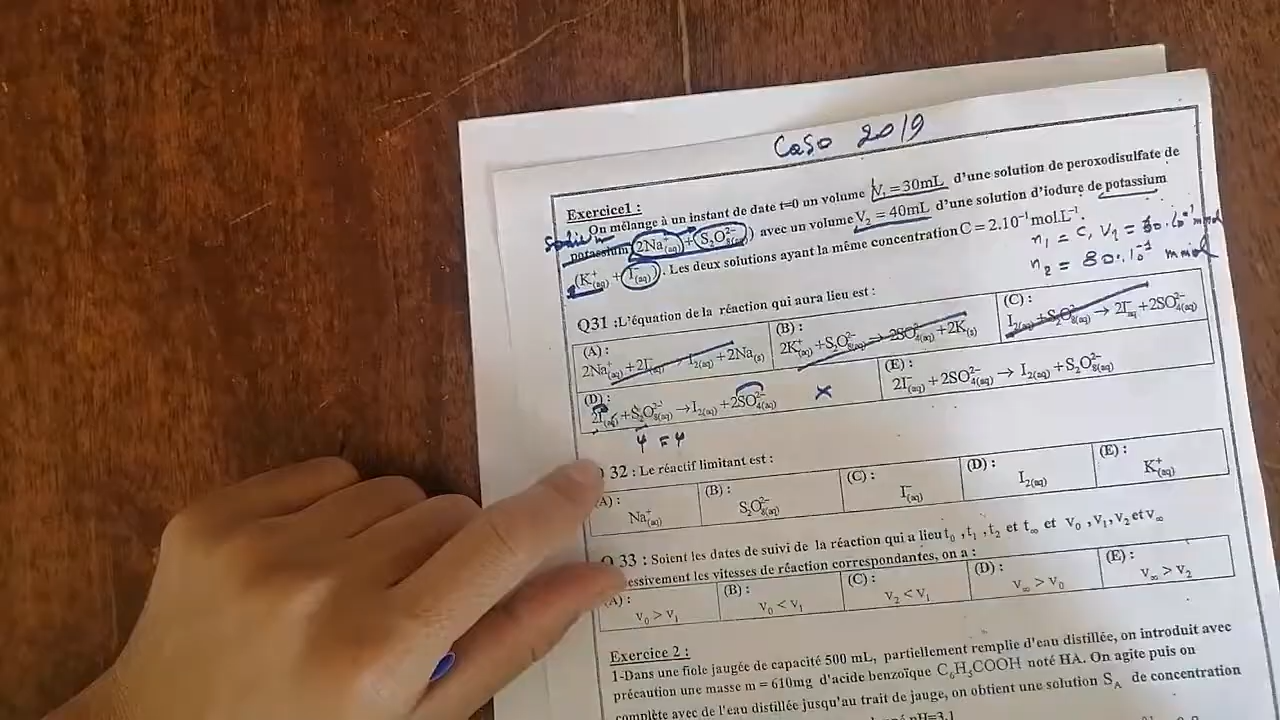 Caso 2019
Exercice1 :
On mélange à un instant de date t=0 un volume V₁ = 30mL d'une solution de peroxodisulfate de
sodium
potassium (2Na⁺(aq) + S₂O₈²⁻(aq)) avec un volume V₂ = 40mL d'une solution d'iodure de potassium
(K⁺(aq) + I⁻(aq)). Les deux solutions ayant la même concentration C = 2.10⁻¹mol.L⁻¹.
n₁ = C, V₁ = 60.10⁻¹ mmol
n₂ = 80.10⁻¹ mmol
Q31 :L'équation de la réaction qui aura lieu est :
(A) :
2Na⁺(aq) + 2I⁻(aq) → I₂(aq) + 2Na(s)
(B) :
2K⁺(aq) + S₂O₈²⁻(aq) → 2SO₄²⁻(aq) + 2K(s)
(C) :
I₂(aq) + S₂O₈²⁻(aq) → 2I⁻aq + 2SO₄²⁻(aq)
(D) :
2I⁻(aq) + S₂O₈²⁻(aq) → I₂(aq) + 2SO₄²⁻(aq) ×
(E) :
2I⁻(aq) + 2SO₄²⁻(aq) → I₂(aq) + S₂O₈²⁻(aq)
4 = 4
32 : Le réactif limitant est :
(A) :
Na⁺(aq)
(B) :
S₂O₈²⁻(aq)
(C) :
I⁻(aq)
(D) :
I₂(aq)
(E) :
K⁺(aq)
Q 33 : Soient les dates de suivi de la réaction qui a lieu t₀ , t₁ , t₂ et t∞ et v₀ , v₁ , v₂ et v∞
essivement les vitesses de réaction correspondantes, on a :
(A) :
v₀ > v₁
(B) :
v₀ < v₁
(C) :
v₂ < v₁
(D) :
v∞ > v₀
(E) :
v∞ > v₂
Exercice 2 :
1-Dans une fiole jaugée de capacité 500 mL, partiellement remplie d'eau distillée, on introduit avec
précaution une masse m = 610mg d'acide benzoïque C₆H₅COOH noté HA. On agite puis on
complète avec de l'eau distillée jusqu'au trait de jauge, on obtient une solution S_A de concentration
pH=3,1